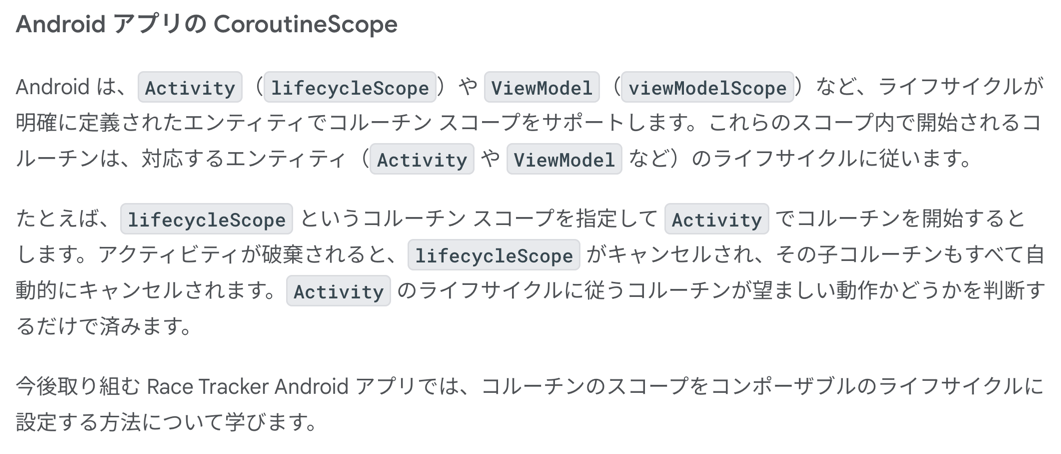 Android アプリの CoroutineScope
Android は、Activity（lifecycleScope）や ViewModel（viewModelScope）など、ライフサイクルが
明確に定義されたエンティティでコルーチン スコープをサポートします。これらのスコープ内で開始されるコ
ルーチンは、対応するエンティティ（Activity や ViewModel など）のライフサイクルに従います。
たとえば、lifecycleScope というコルーチン スコープを指定して Activity でコルーチンを開始すると
します。アクティビティが破棄されると、lifecycleScope がキャンセルされ、その子コルーチンもすべて自
動的にキャンセルされます。Activity のライフサイクルに従うコルーチンが望ましい動作かどうかを判断す
るだけで済みます。
今後取り組む Race Tracker Android アプリでは、コルーチンのスコープをコンポーザブルのライフサイクルに
設定する方法について学びます。